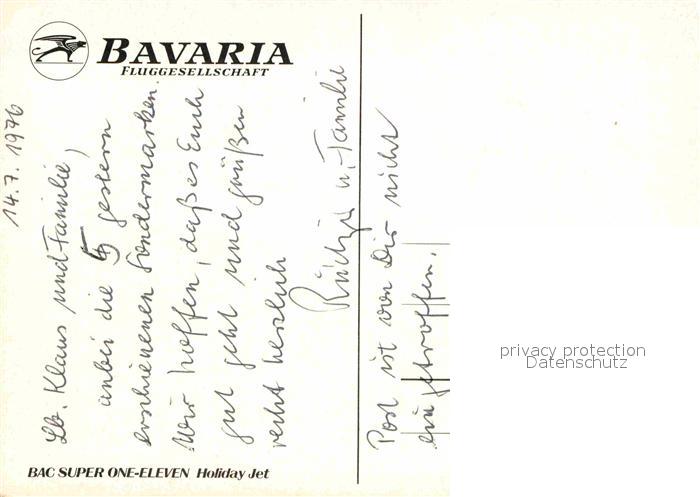 BAVARIA
FLUGGESELLSCHAFT
14.7.1976
Lb. Klaus und Familie,
anbei die 5 gestern
erschienenen Sondermarken.
Wir hoffen, daß es Euch
gut geht und grüßen
recht herzlich
u. Familie
Post ist von Dir nicht
eingetroffen.
privacy protection
Datenschutz
BAC SUPER ONE-ELEVEN Holiday Jet